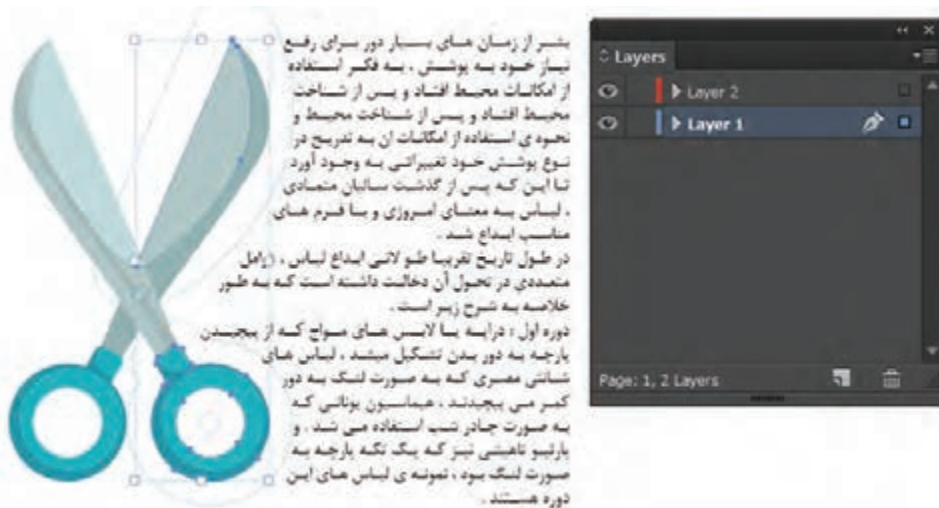 بشر از زمان های بسیار دور برای رفع
نیاز خود به پوشش ، به فکر استفاده
از امکانات محیط افتاد و پس از شناخت
محیط افتاد و پس از شناخت محیط و
نحوه ی استفاده از امکانات ان به تدریج در
نوع پوشش خود تغییراتی به وجود آورد
تا این که پس از گذشت سالیان متمادی
، لباس به معنای امروزی و با فرم های
مناسب ابداع شد .
در طول تاریخ تقریبا طو لانی ابداع لباس ،
متعددی در تحول آن دخالت داشته است که به طور
خلاصه به شرح زیر است .
دوره اول : با لابس های مواج که از پیچیدن
پارچه به دور بدن تشکیل میشد ، لباس های
شانتی مصری که به صورت لنگ به دور
کمر می پیچیدند ، هیماسیون یونانی که
به صورت چادر شب استفاده می شد . و
پارئیو تاهیتی نیز که یک تکه پارچه به
صورت لنگ بود ، نمونه ی لباس های این
دوره هستند .
Layers
Layer 2
Layer 1
Page: 1, 2 Layers